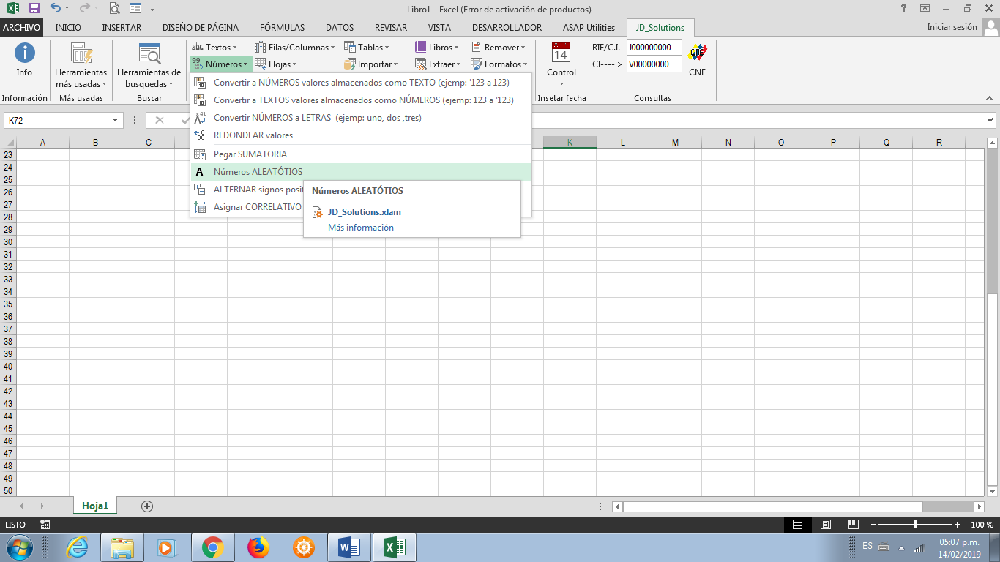 Libro1 - Excel (Error de activación de productos)
ARCHIVO INICIO INSERTAR DISEÑO DE PÁGINA FÓRMULAS DATOS REVISAR VISTA DESARROLLADOR ASAP Utilities JD_Solutions Iniciar sesión
Info
Información
Herramientas más usadas
Más usadas
Herramientas de busquedas
Buscar
Textos Filas/Columnas Tablas Libros Remover
Números Hojas Importar Extraer Formatos
14
Control
Insetar fecha
RIF/C.I. J000000000
CI---- > V00000000
CNE
Consultas
Convertir a NÚMEROS valores almacenados como TEXTO (ejemp: '123 a 123)
Convertir a TEXTOS valores almacenados como NÚMEROS (ejemp: 123 a '123)
Convertir NÚMEROS a LETRAS (ejemp: uno, dos ,tres)
REDONDEAR valores
Pegar SUMATORIA
Números ALEATÓTIOS
ALTERNAR signos posit
Asignar CORRELATIVO
Números ALEATÓTIOS
JD_Solutions.xlam
Más información
K72
A B C K L M N O P Q R
23
24
25
26
27
28
29
30
31
32
33
34
35
36
37
38
39
40
41
42
43
44
45
46
47
48
49
50
Hoja1
LISTO
100 %
ES
05:07 p.m.
14/02/2019